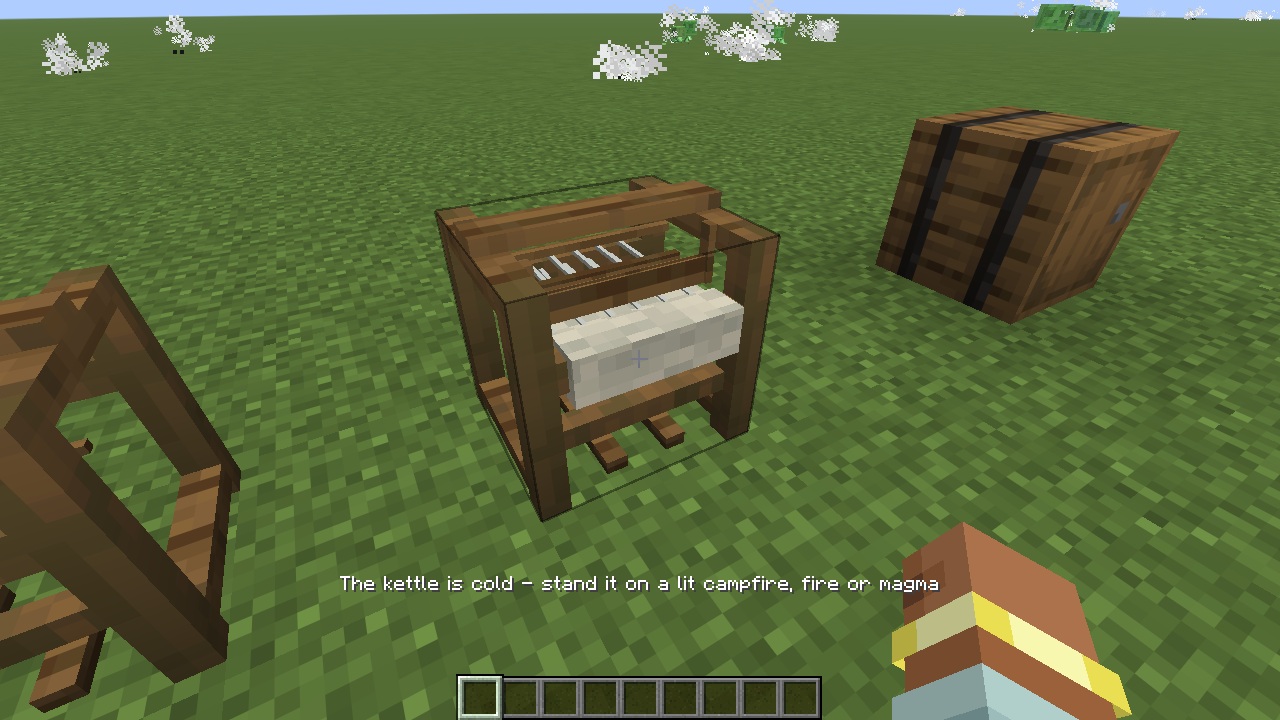 The kettle is cold – stand it on a lit campfire, fire or magma